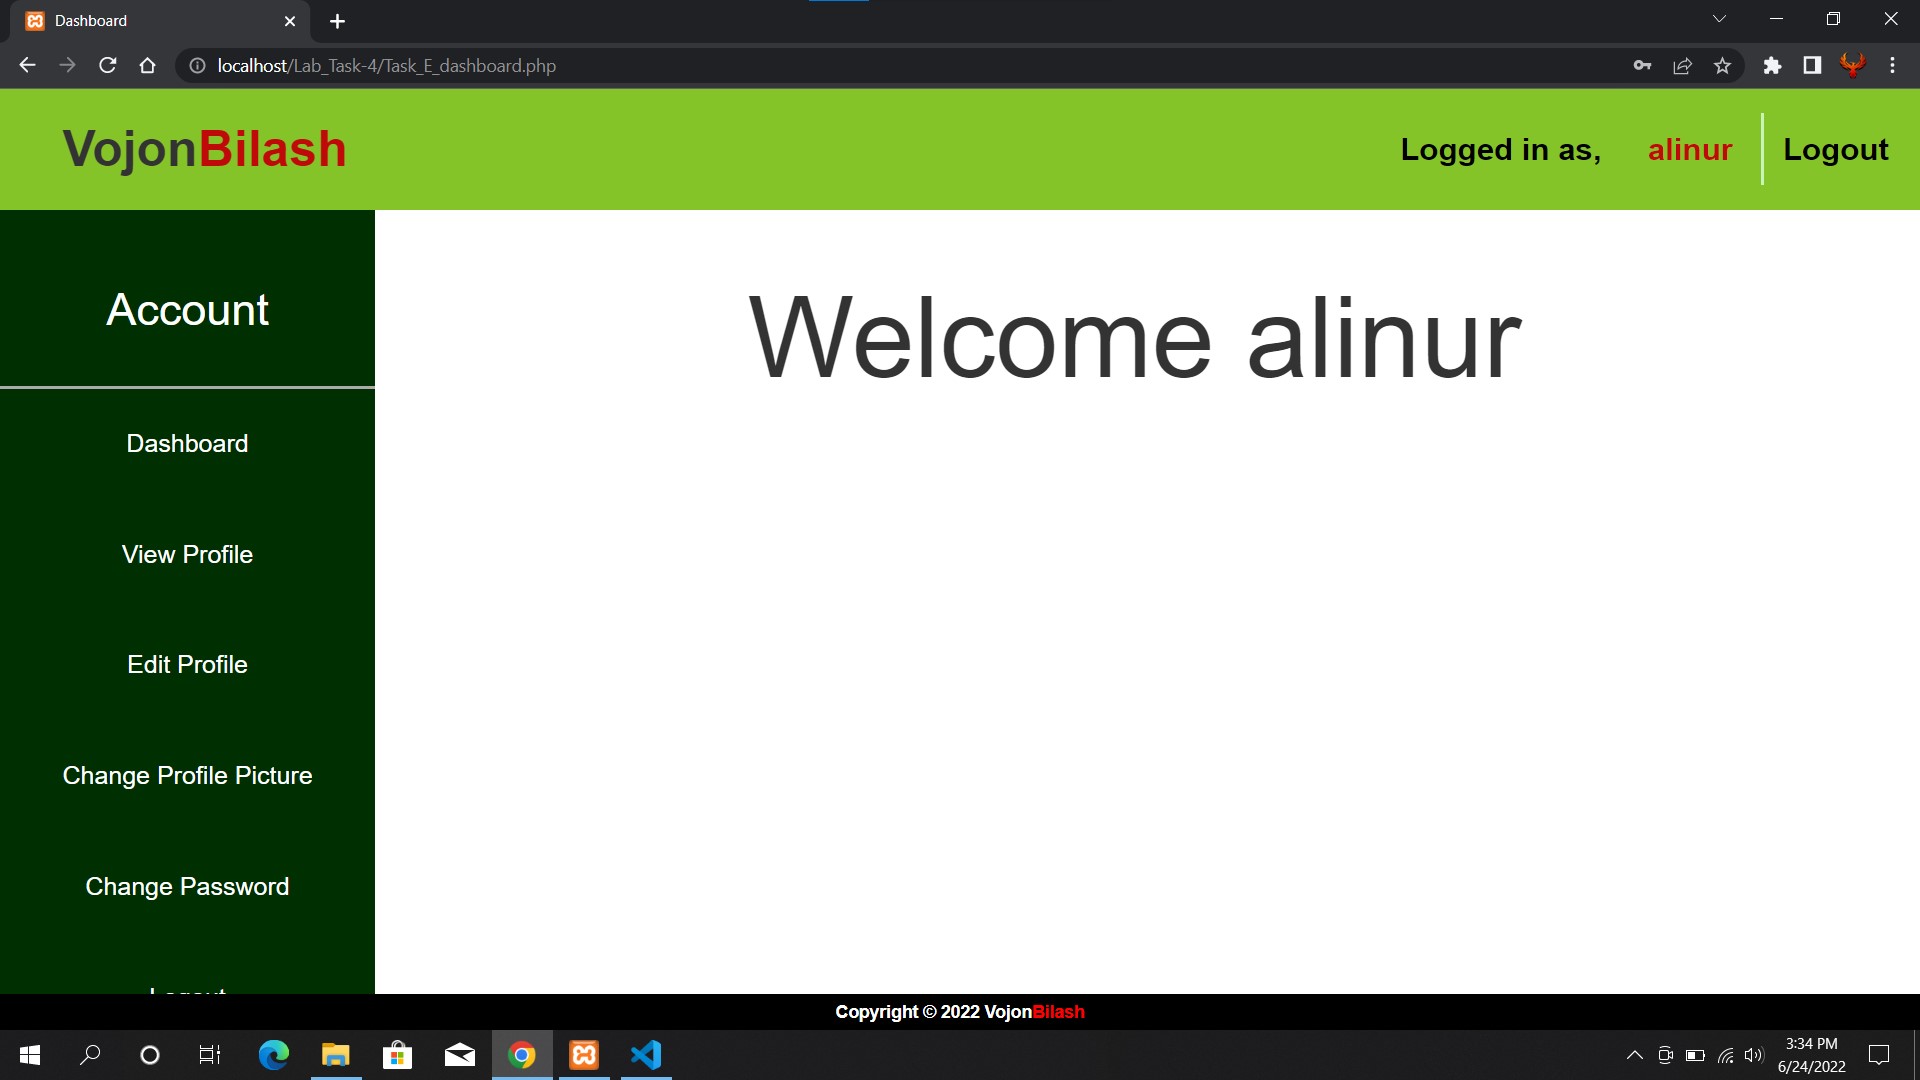 Dashboard
localhost/Lab_Task-4/Task_E_dashboard.php
VojonBilash
Logged in as, alinur Logout
Account
Welcome alinur
Dashboard
View Profile
Edit Profile
Change Profile Picture
Change Password
Logout
Copyright © 2022 VojonBilash
3:34 PM
6/24/2022